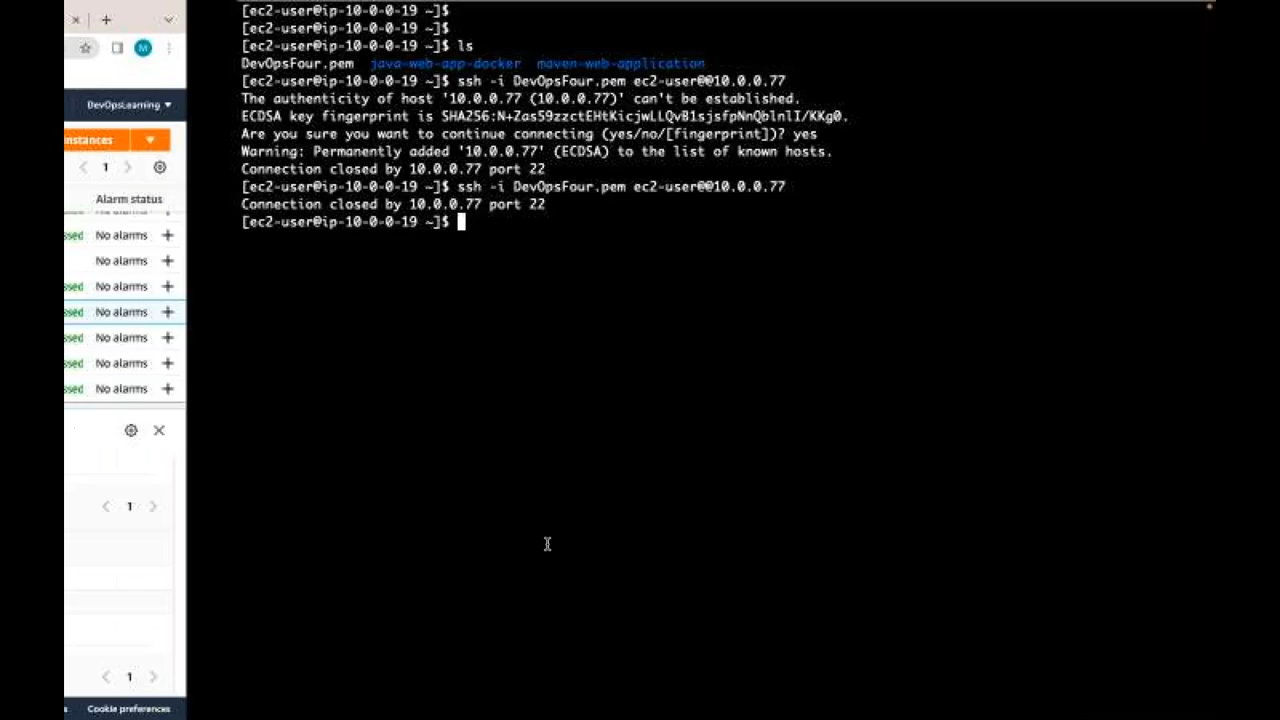 [ec2-user@ip-10-0-0-19 ~]$
[ec2-user@ip-10-0-0-19 ~]$
[ec2-user@ip-10-0-0-19 ~]$ ls
DevOpsFour.pem java-web-app-docker maven-web-application
[ec2-user@ip-10-0-0-19 ~]$ ssh -i DevOpsFour.pem ec2-user@@10.0.0.77
The authenticity of host '10.0.0.77 (10.0.0.77)' can't be established.
ECDSA key fingerprint is SHA256:N+Zas59zzctEHtKicjwLLQvB1sjsfpNnQblnlI/KKg0.
Are you sure you want to continue connecting (yes/no/[fingerprint])? yes
Warning: Permanently added '10.0.0.77' (ECDSA) to the list of known hosts.
Connection closed by 10.0.0.77 port 22
[ec2-user@ip-10-0-0-19 ~]$ ssh -i DevOpsFour.pem ec2-user@@10.0.0.77
Connection closed by 10.0.0.77 port 22
[ec2-user@ip-10-0-0-19 ~]$
M
DevOpsLearning
nstances
1
Alarm status
ssed No alarms
No alarms
ssed No alarms
ssed No alarms
ssed No alarms
ssed No alarms
ssed No alarms
1
1
s Cookie preferences